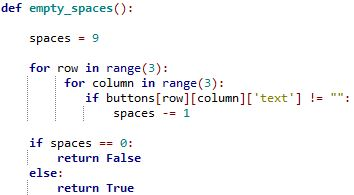 def empty_spaces():
spaces = 9
for row in range(3):
for column in range(3):
if buttons[row][column]['text'] != "":
spaces -= 1
if spaces == 0:
return False
else:
return True